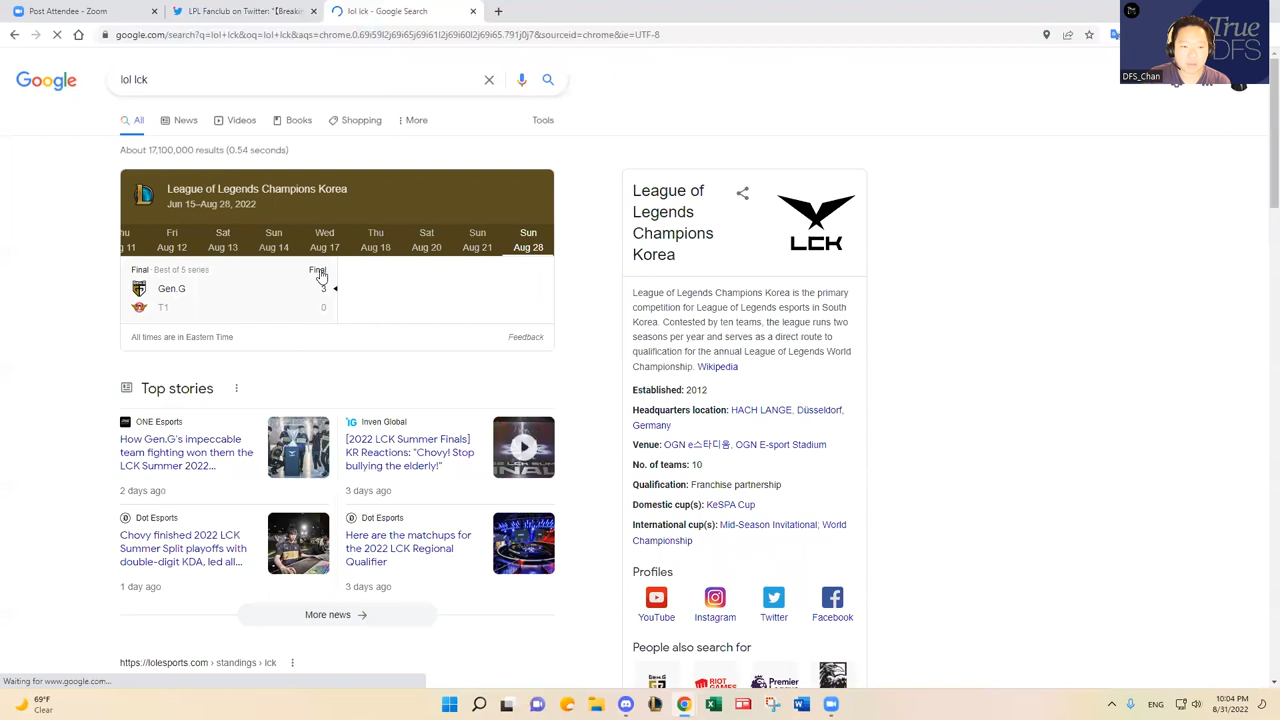 Post Attendee - Zoom
LPL Fanclub on Twitter: "【Breakin
lol lck - Google Search
google.com/search?q=lol+lck&oq=lol+lck&aqs=chrome.0.69i59l2j69i65j69i61l2j69i60l2j69i65.791j0j7&sourceid=chrome&ie=UTF-8
True
DFS
DFS_Chan
Google
lol lck
All
News
Videos
Books
Shopping
More
Tools
About 17,100,000 results (0.54 seconds)
League of Legends Champions Korea
Jun 15–Aug 28, 2022
hu
Fri
Sat
Sun
Wed
Thu
Sat
Sun
Sun
g 11
Aug 12
Aug 13
Aug 14
Aug 17
Aug 18
Aug 20
Aug 21
Aug 28
Final · Best of 5 series
Final
Gen.G
3
T1
0
All times are in Eastern Time
Feedback
Top stories
ONE Esports
How Gen.G's impeccable
team fighting won them the
LCK Summer 2022...
2 days ago
Inven Global
[2022 LCK Summer Finals]
KR Reactions: "Chovy! Stop
bullying the elderly!"
3 days ago
Dot Esports
Chovy finished 2022 LCK
Summer Split playoffs with
double-digit KDA, led all...
1 day ago
Dot Esports
Here are the matchups for
the 2022 LCK Regional
Qualifier
3 days ago
More news
https://lolesports.com › standings › lck
League of
Legends
Champions
Korea
LCK
League of Legends Champions Korea is the primary
competition for League of Legends esports in South
Korea. Contested by ten teams, the league runs two
seasons per year and serves as a direct route to
qualification for the annual League of Legends World
Championship. Wikipedia
Established: 2012
Headquarters location: HACH LANGE, Düsseldorf,
Germany
Venue: OGN e스타디움, OGN E-sport Stadium
No. of teams: 10
Qualification: Franchise partnership
Domestic cup(s): KeSPA Cup
International cup(s): Mid-Season Invitational; World
Championship
Profiles
YouTube
Instagram
Twitter
Facebook
People also search for
RIOT
GAMES
Premier
League
Waiting for www.google.com...
69°F
Clear
ENG
10:04 PM
8/31/2022